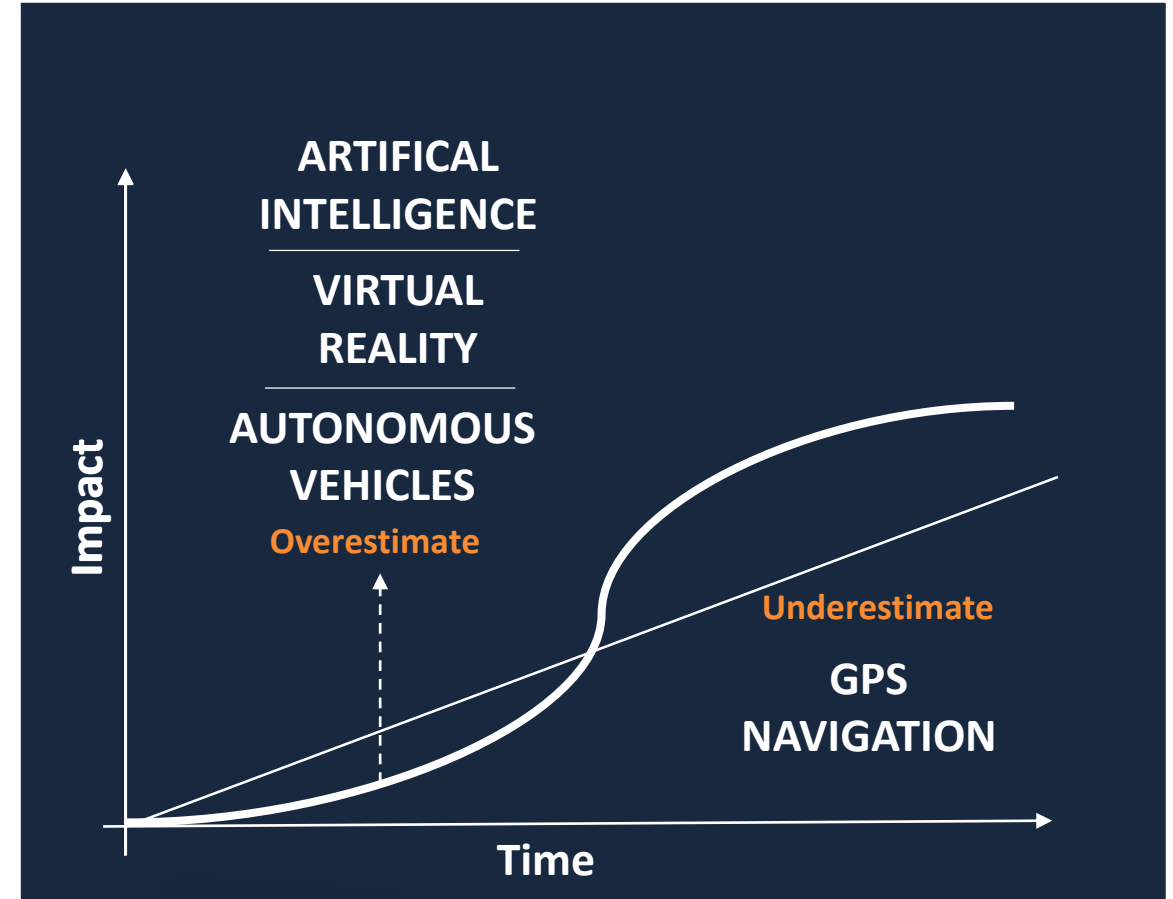 ARTIFICAL
INTELLIGENCE
VIRTUAL
REALITY
AUTONOMOUS
VEHICLES
Overestimate
Impact
Underestimate
GPS
NAVIGATION
Time